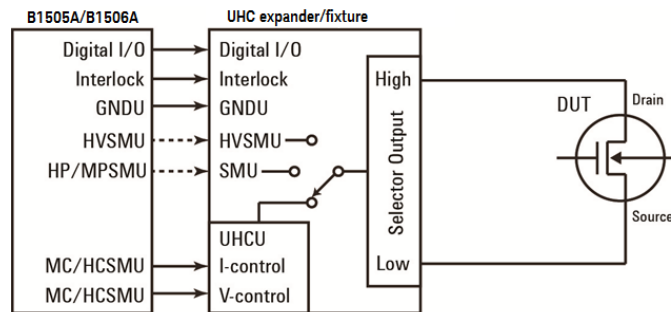 B1505A/B1506A
UHC expander/fixture
Digital I/O
Digital I/O
Interlock
Interlock
GNDU
GNDU
HVSMU
HVSMU
HP/MPSMU
SMU
UHCU
MC/HCSMU
I-control
MC/HCSMU
V-control
High
Selector Output
Low
DUT
Drain
Source